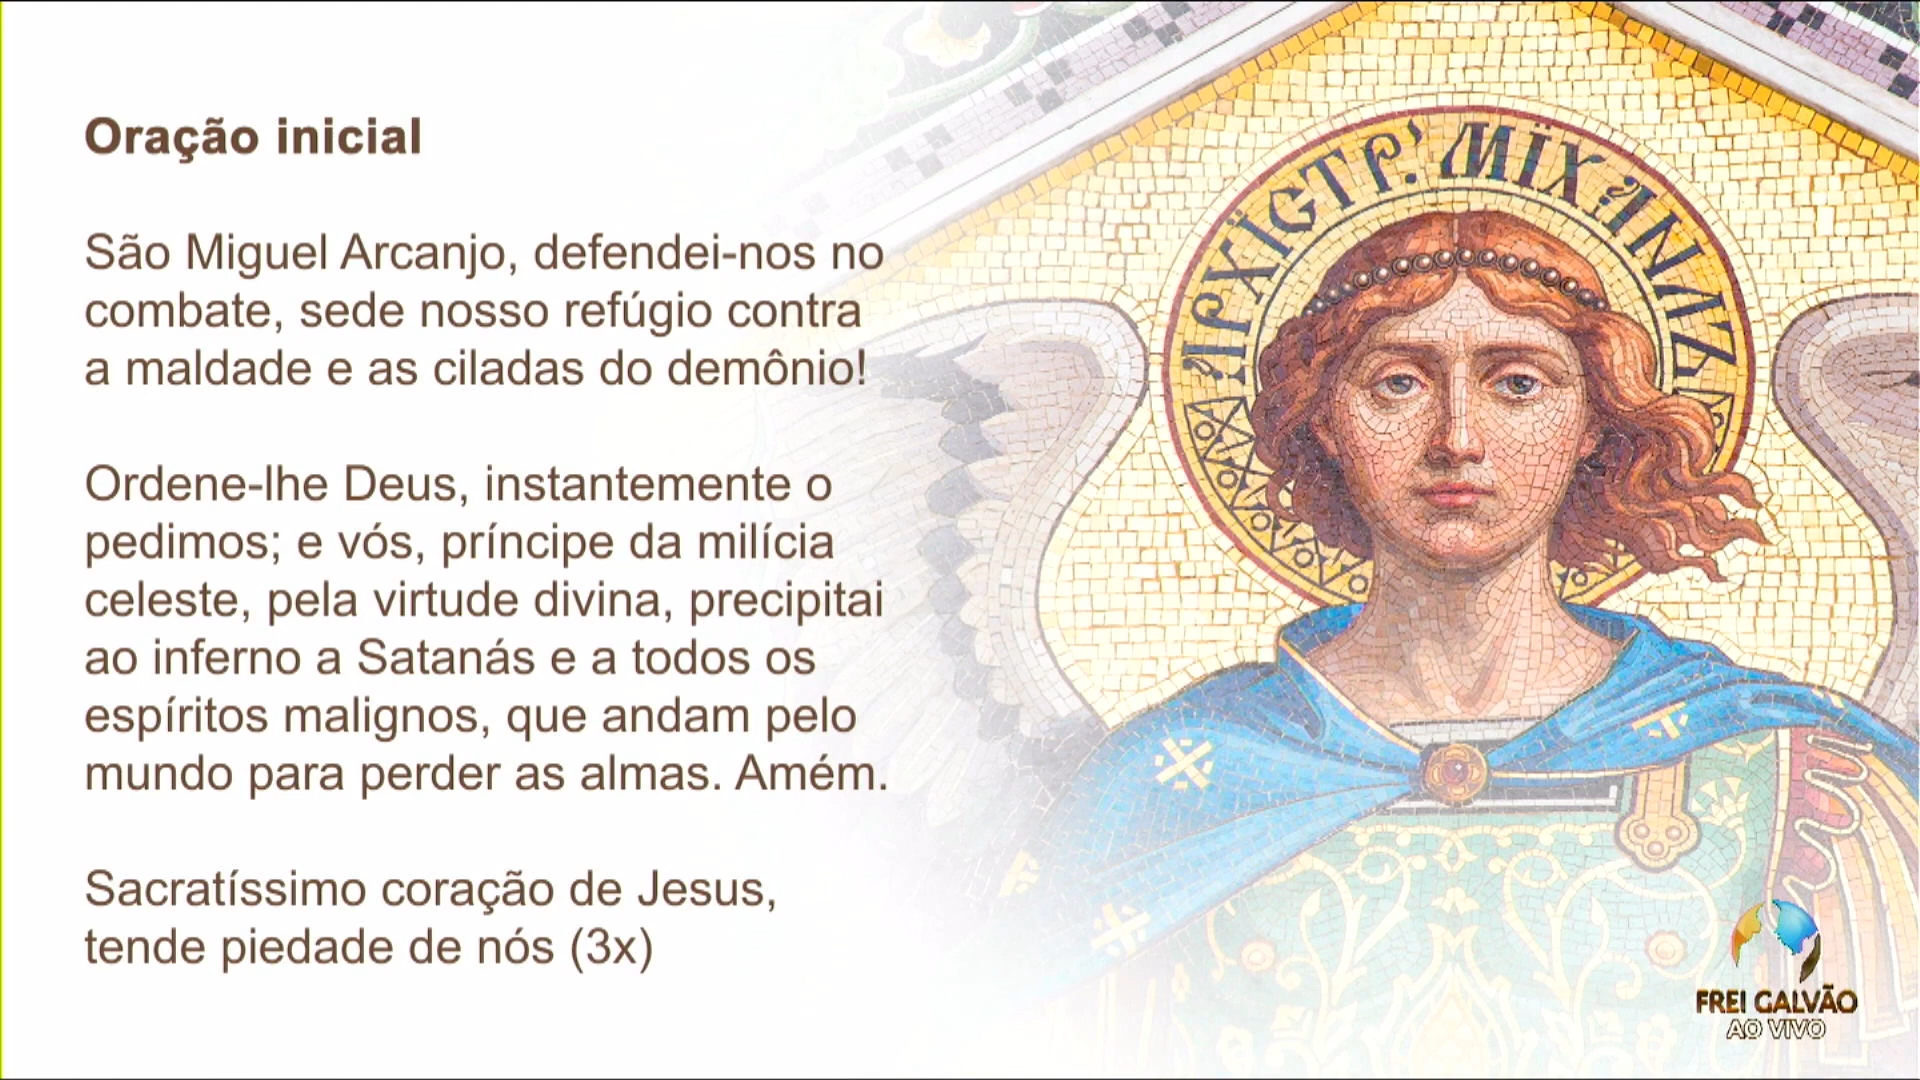 Oração inicial
São Miguel Arcanjo, defendei-nos no
combate, sede nosso refúgio contra
a maldade e as ciladas do demônio!
Ordene-lhe Deus, instantemente o
pedimos; e vós, príncipe da milícia
celeste, pela virtude divina, precipitai
ao inferno a Satanás e a todos os
espíritos malignos, que andam pelo
mundo para perder as almas. Amém.
Sacratíssimo coração de Jesus,
tende piedade de nós (3x)
FREI GALVÃO
AO VIVO